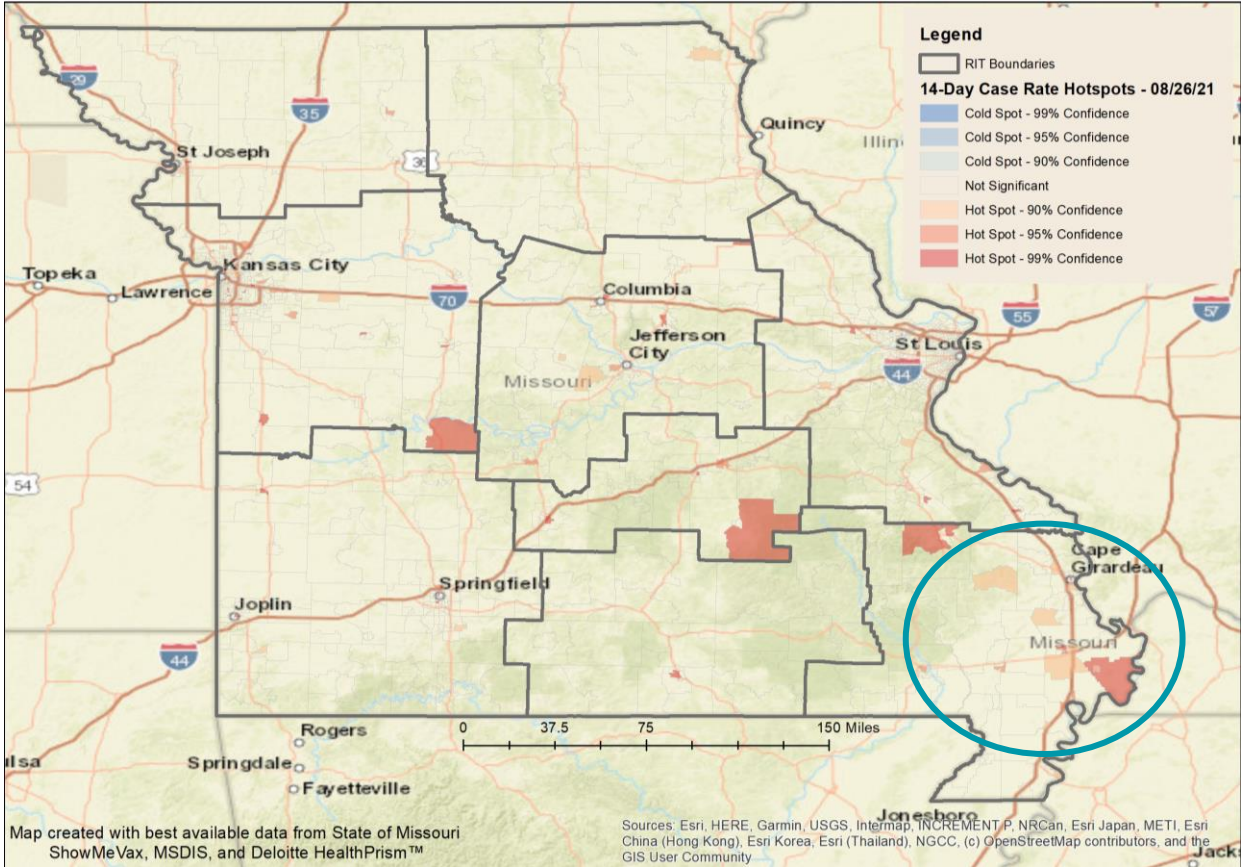 Legend
RIT Boundaries
14-Day Case Rate Hotspots - 08/26/21
Cold Spot - 99% Confidence
Cold Spot - 95% Confidence
Cold Spot - 90% Confidence
Not Significant
Hot Spot - 90% Confidence
Hot Spot - 95% Confidence
Hot Spot - 99% Confidence
29
35
36
Quincy
St Joseph
Kansas City
Topeka
Lawrence
70
Columbia
55
57
Jefferson
City
St Louis
44
Missouri
54
Cape
Girardeau
Springfield
Joplin
Missouri
44
0 37.5 75 150 Miles
Rogers
Springdale
Fayetteville
Jonesboro
Map created with best available data from State of Missouri
ShowMeVax, MSDIS, and Deloitte HealthPrism™
Sources: Esri, HERE, Garmin, USGS, Intermap, INCREMENT P, NRCan, Esri Japan, METI, Esri
China (Hong Kong), Esri Korea, Esri (Thailand), NGCC, (c) OpenStreetMap contributors, and the
GIS User Community